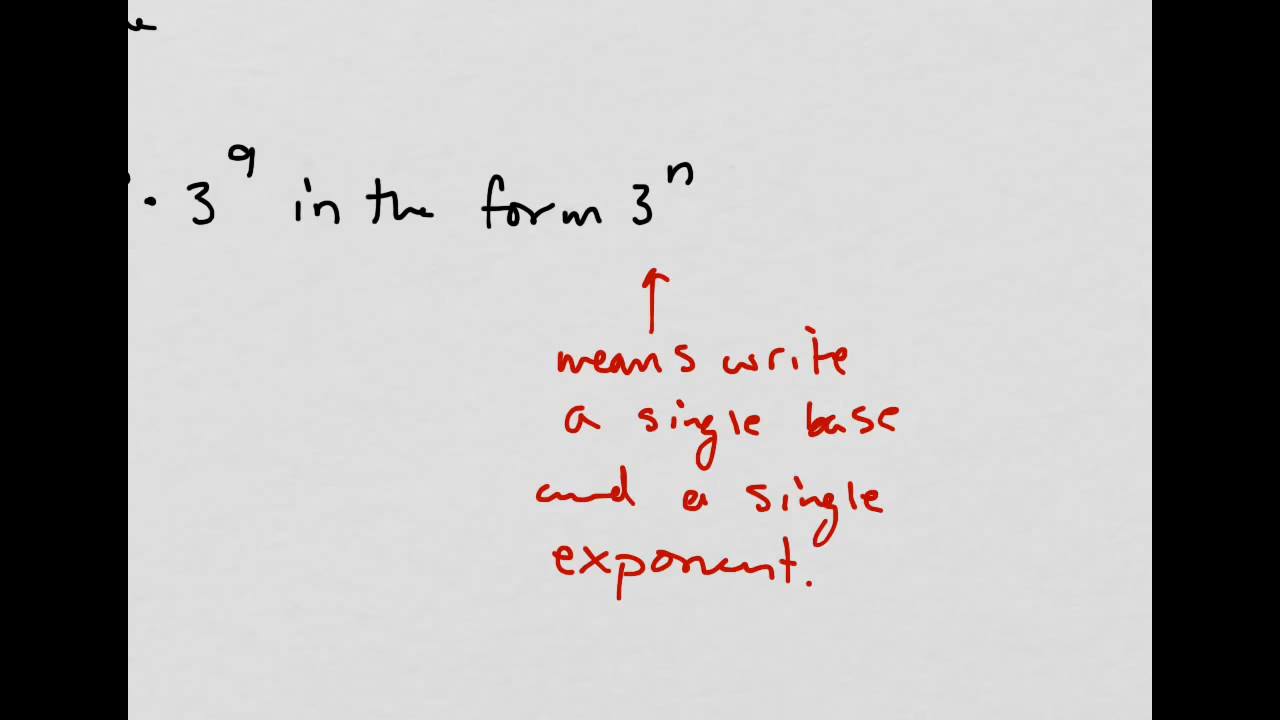 · 3⁹ in the form 3ⁿ
↑
means write
a single base
and a single
exponent.